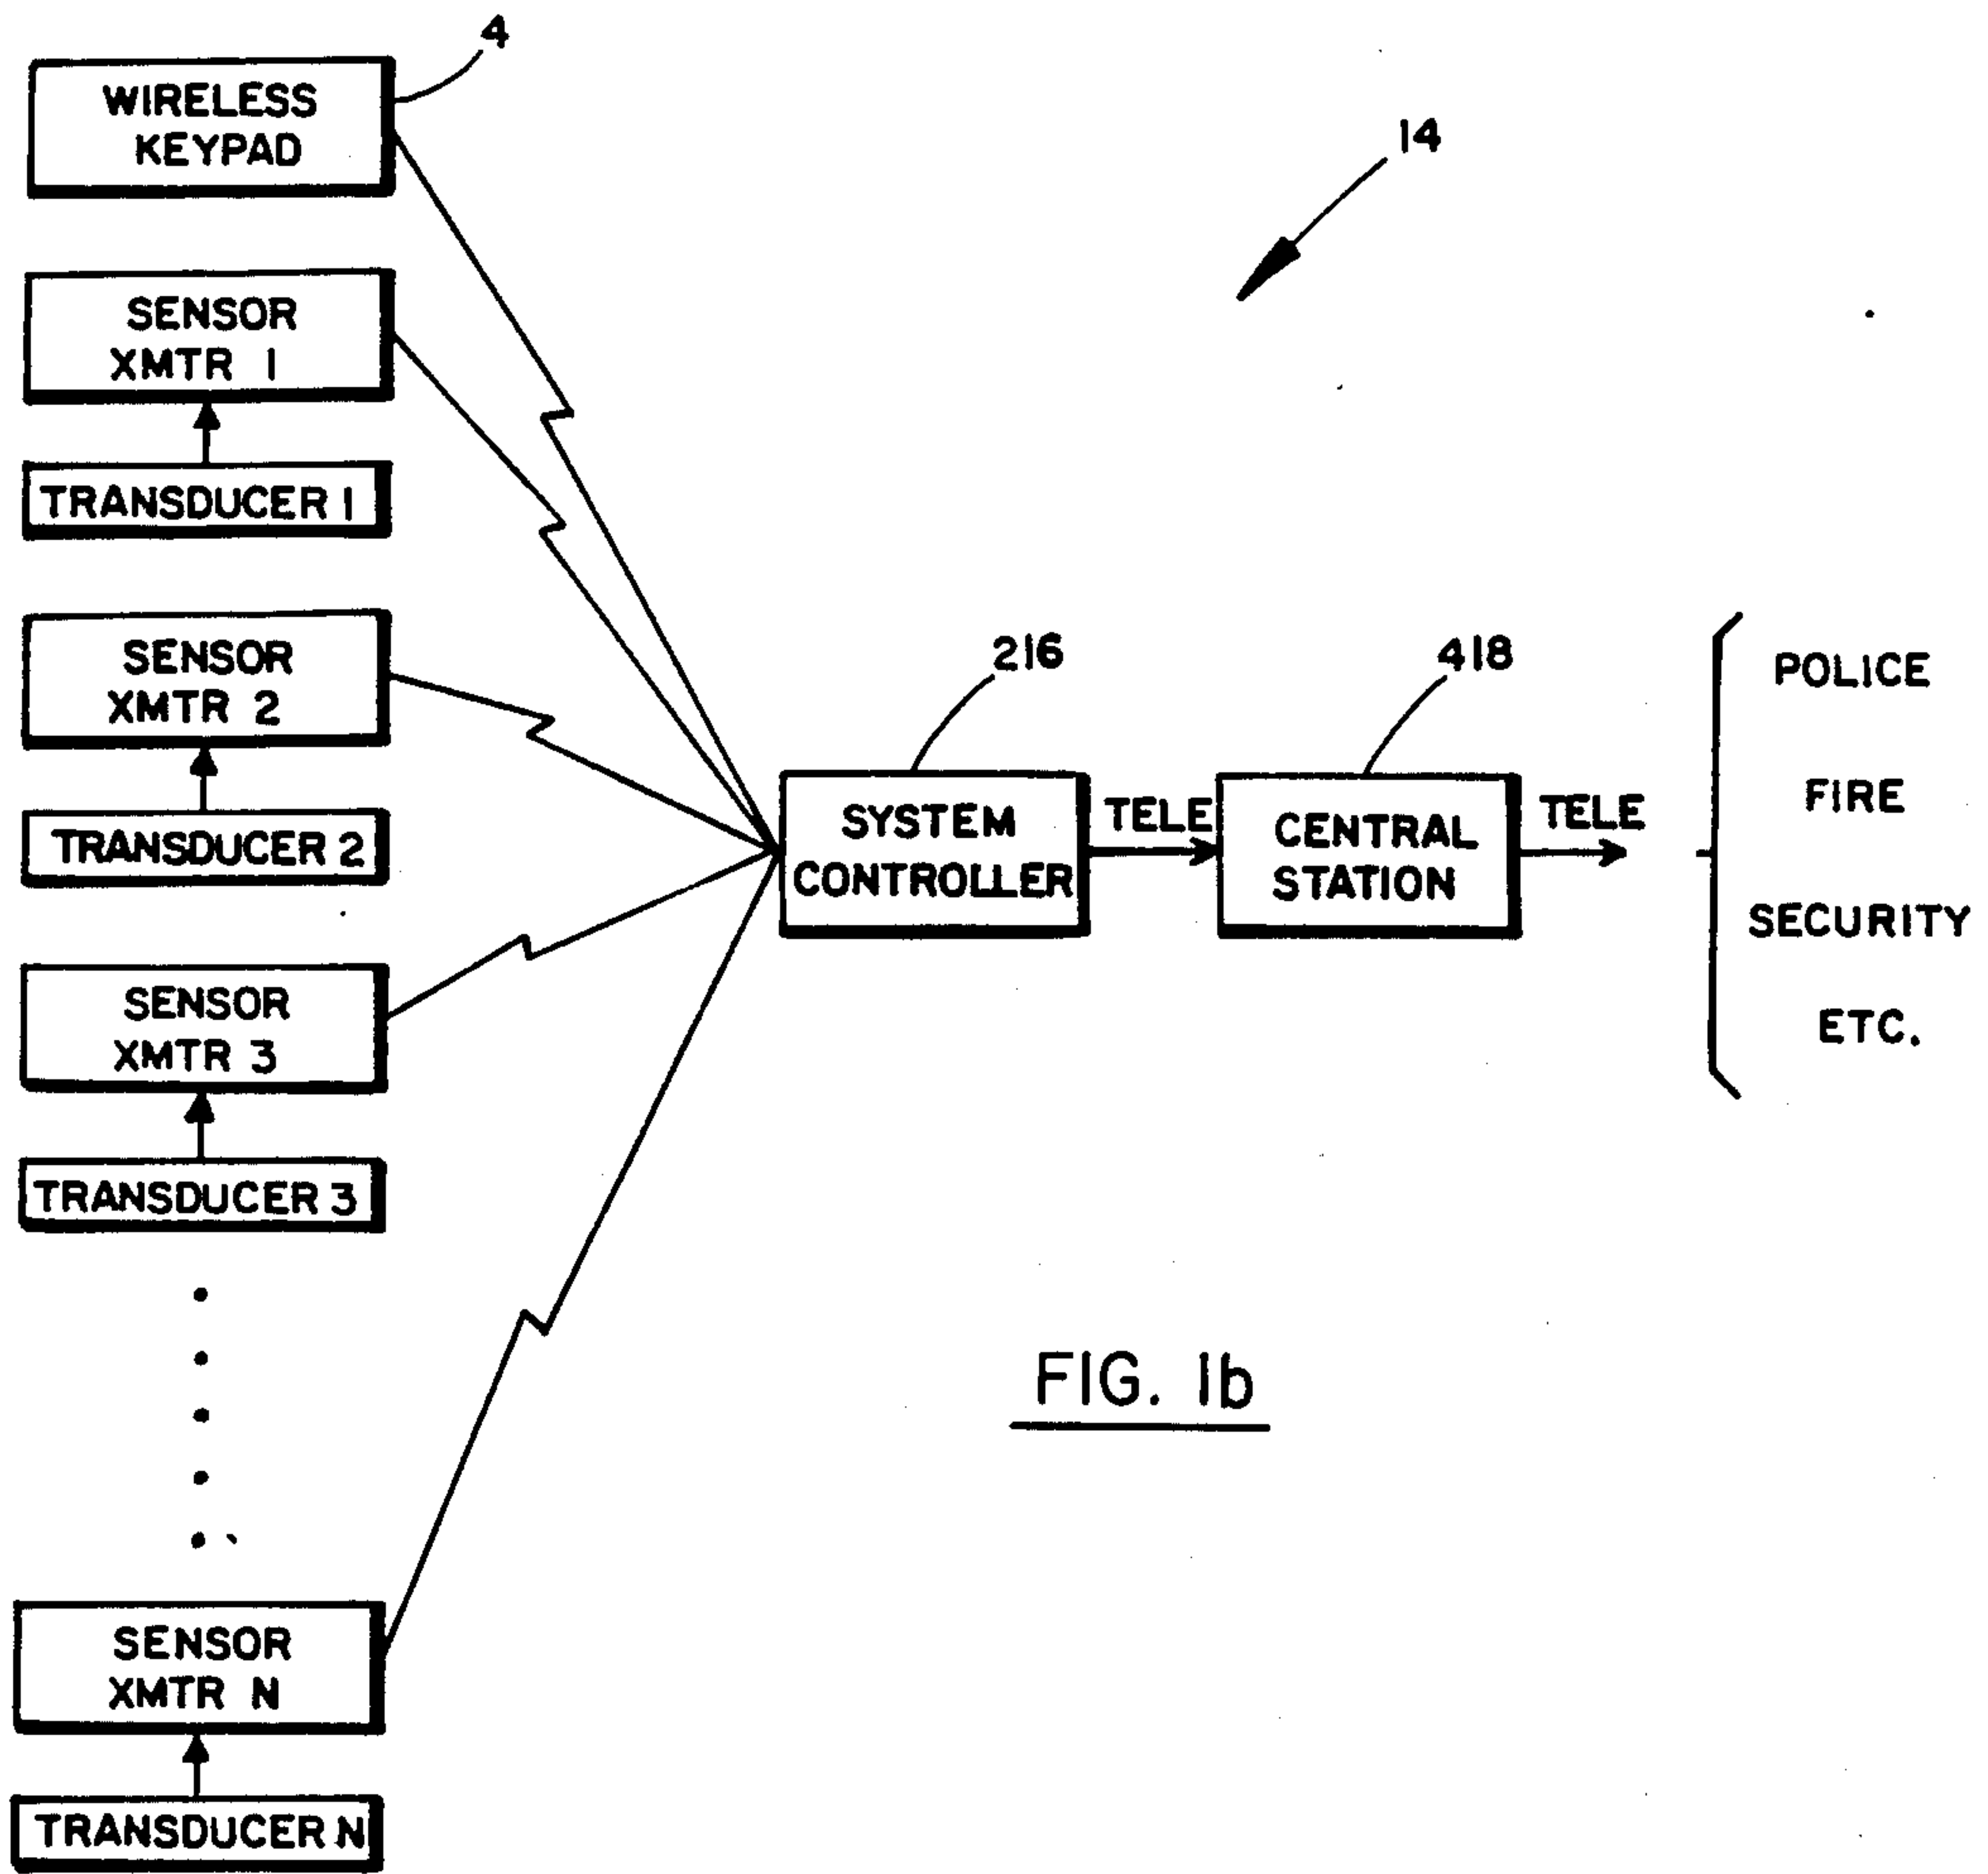 4
WIRELESS
KEYPAD
14
SENSOR
XMTR 1
TRANSDUCER 1
SENSOR
XMTR 2
TRANSDUCER 2
SENSOR
XMTR 3
TRANSDUCER 3
SENSOR
XMTR N
TRANSDUCER N
216
SYSTEM
CONTROLLER
TELE
418
CENTRAL
STATION
TELE
POLICE
FIRE
SECURITY
ETC.
FIG. 1b